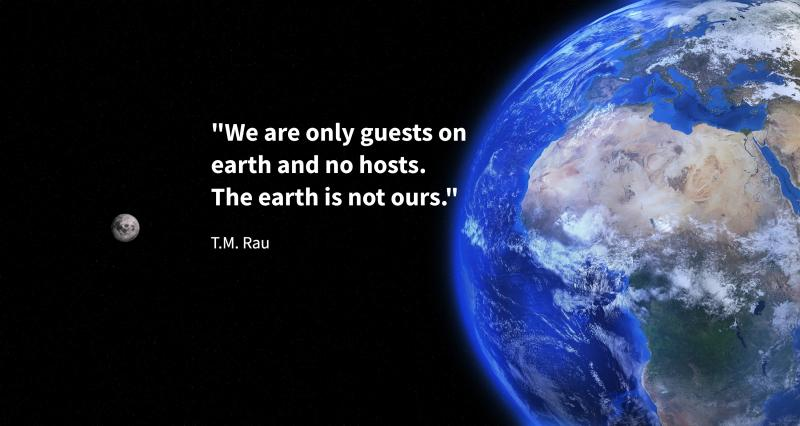 "We are only guests on
earth and no hosts.
The earth is not ours."
T.M. Rau